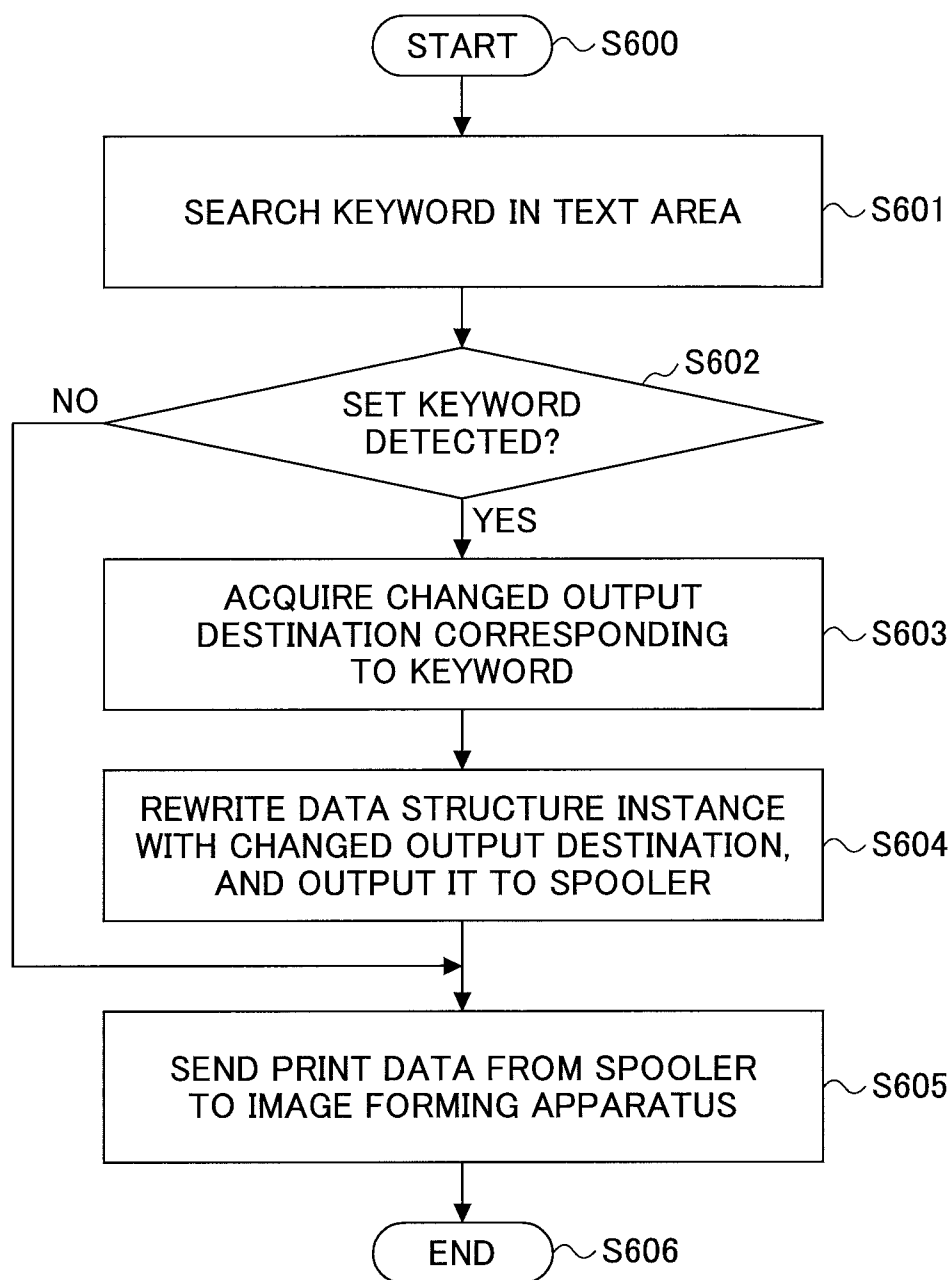 START
S600
SEARCH KEYWORD IN TEXT AREA
S601
S602
NO
SET KEYWORD
DETECTED?
YES
ACQUIRE CHANGED OUTPUT
DESTINATION CORRESPONDING
TO KEYWORD
S603
REWRITE DATA STRUCTURE INSTANCE
WITH CHANGED OUTPUT DESTINATION,
AND OUTPUT IT TO SPOOLER
S604
SEND PRINT DATA FROM SPOOLER
TO IMAGE FORMING APPARATUS
S605
END
S606